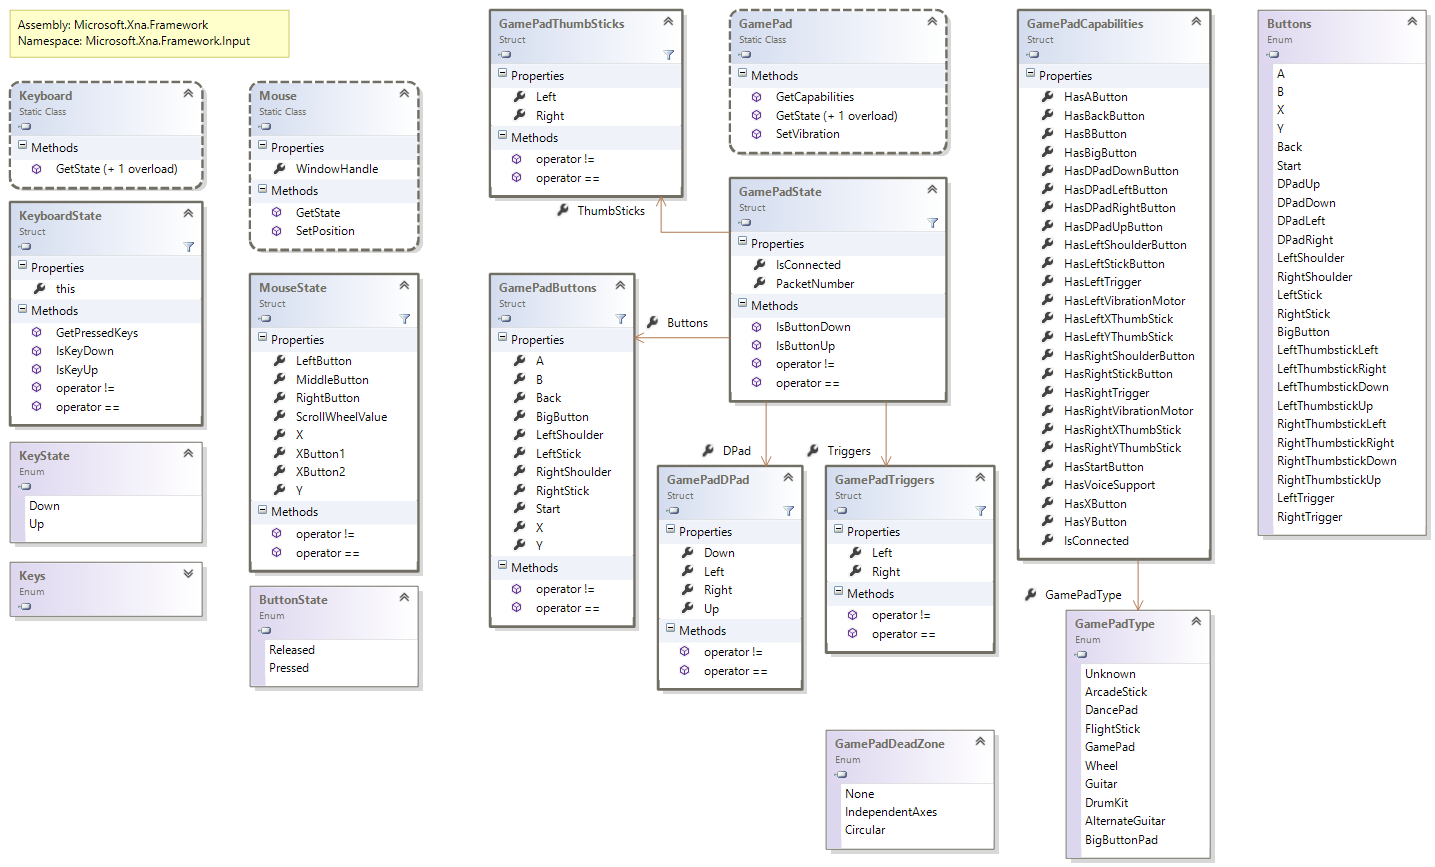 Assembly: Microsoft.Xna.Framework
Namespace: Microsoft.Xna.Framework.Input
Keyboard
Static Class
Methods
GetState (+ 1 overload)
KeyboardState
Struct
Properties
this
Methods
GetPressedKeys
IsKeyDown
IsKeyUp
operator !=
operator ==
KeyState
Enum
Down
Up
Keys
Enum
Mouse
Static Class
Properties
WindowHandle
Methods
GetState
SetPosition
MouseState
Struct
Properties
LeftButton
MiddleButton
RightButton
ScrollWheelValue
X
XButton1
XButton2
Y
Methods
operator !=
operator ==
ButtonState
Enum
Released
Pressed
GamePadThumbSticks
Struct
Properties
Left
Right
Methods
operator !=
operator ==
ThumbSticks
GamePadButtons
Struct
Properties
A
B
Back
BigButton
LeftShoulder
LeftStick
RightShoulder
RightStick
Start
X
Y
Methods
operator !=
operator ==
Buttons
GamePad
Static Class
Methods
GetCapabilities
GetState (+ 1 overload)
SetVibration
GamePadState
Struct
Properties
IsConnected
PacketNumber
Methods
IsButtonDown
IsButtonUp
operator !=
operator ==
DPad
GamePadDPad
Struct
Properties
Down
Left
Right
Up
Methods
operator !=
operator ==
Triggers
GamePadTriggers
Struct
Properties
Left
Right
Methods
operator !=
operator ==
GamePadDeadZone
Enum
None
IndependentAxes
Circular
GamePadCapabilities
Struct
Properties
HasAButton
HasBackButton
HasBButton
HasBigButton
HasDPadDownButton
HasDPadLeftButton
HasDPadRightButton
HasDPadUpButton
HasLeftShoulderButton
HasLeftStickButton
HasLeftTrigger
HasLeftVibrationMotor
HasLeftXThumbStick
HasLeftYThumbStick
HasRightShoulderButton
HasRightStickButton
HasRightTrigger
HasRightVibrationMotor
HasRightXThumbStick
HasRightYThumbStick
HasStartButton
HasVoiceSupport
HasXButton
HasYButton
IsConnected
GamePadType
GamePadType
Enum
Unknown
ArcadeStick
DancePad
FlightStick
GamePad
Wheel
Guitar
DrumKit
AlternateGuitar
BigButtonPad
Buttons
Enum
A
B
X
Y
Back
Start
DPadUp
DPadDown
DPadLeft
DPadRight
LeftShoulder
RightShoulder
LeftStick
RightStick
BigButton
LeftThumbstickLeft
LeftThumbstickRight
LeftThumbstickDown
LeftThumbstickUp
RightThumbstickLeft
RightThumbstickRight
RightThumbstickDown
RightThumbstickUp
LeftTrigger
RightTrigger